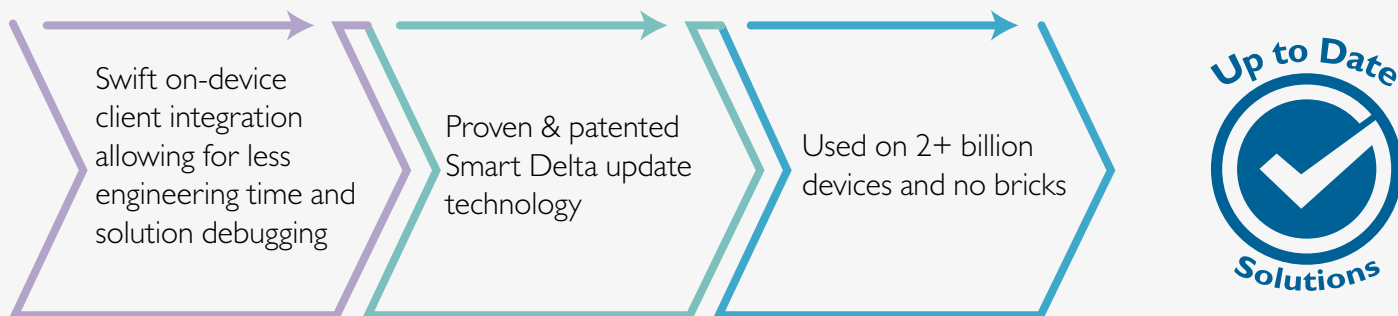 Swift on-device
client integration
allowing for less
engineering time and
solution debugging
Proven & patented
Smart Delta update
technology
Used on 2+ billion
devices and no bricks
Up to Date
Solutions